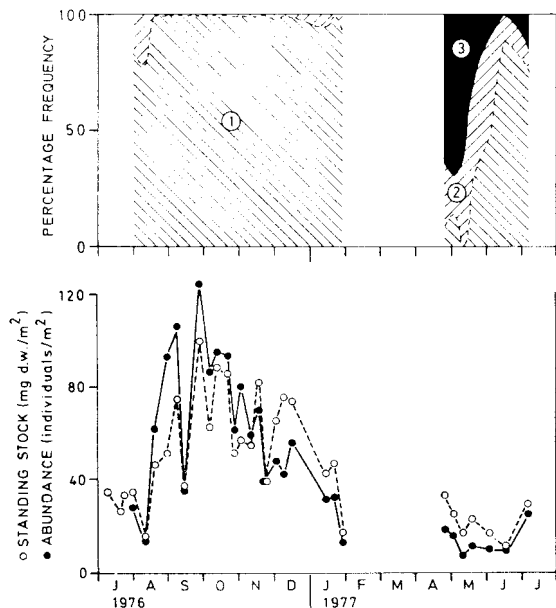 100
50
0
PERCENTAGE FREQUENCY
1
2
3
120
80
40
0
○ STANDING STOCK (mg d.w./m²)
● ABUNDANCE (individuals/m²)
J A S O N D J F M A M J J
1976 1977